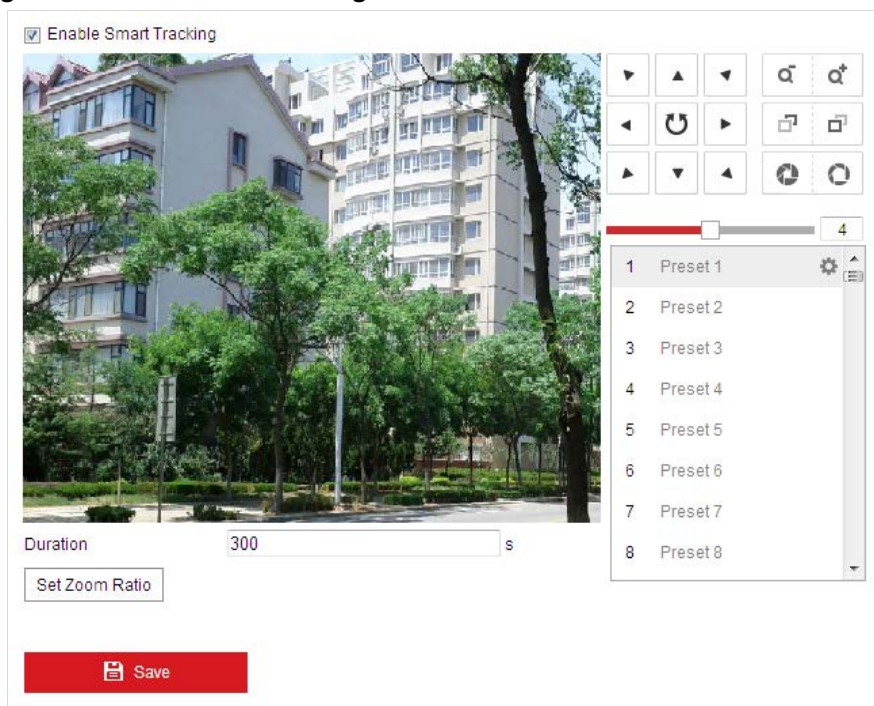 Enable Smart Tracking
4
1 Preset 1
2 Preset 2
3 Preset 3
4 Preset 4
5 Preset 5
6 Preset 6
7 Preset 7
8 Preset 8
Duration 300 s
Set Zoom Ratio
Save